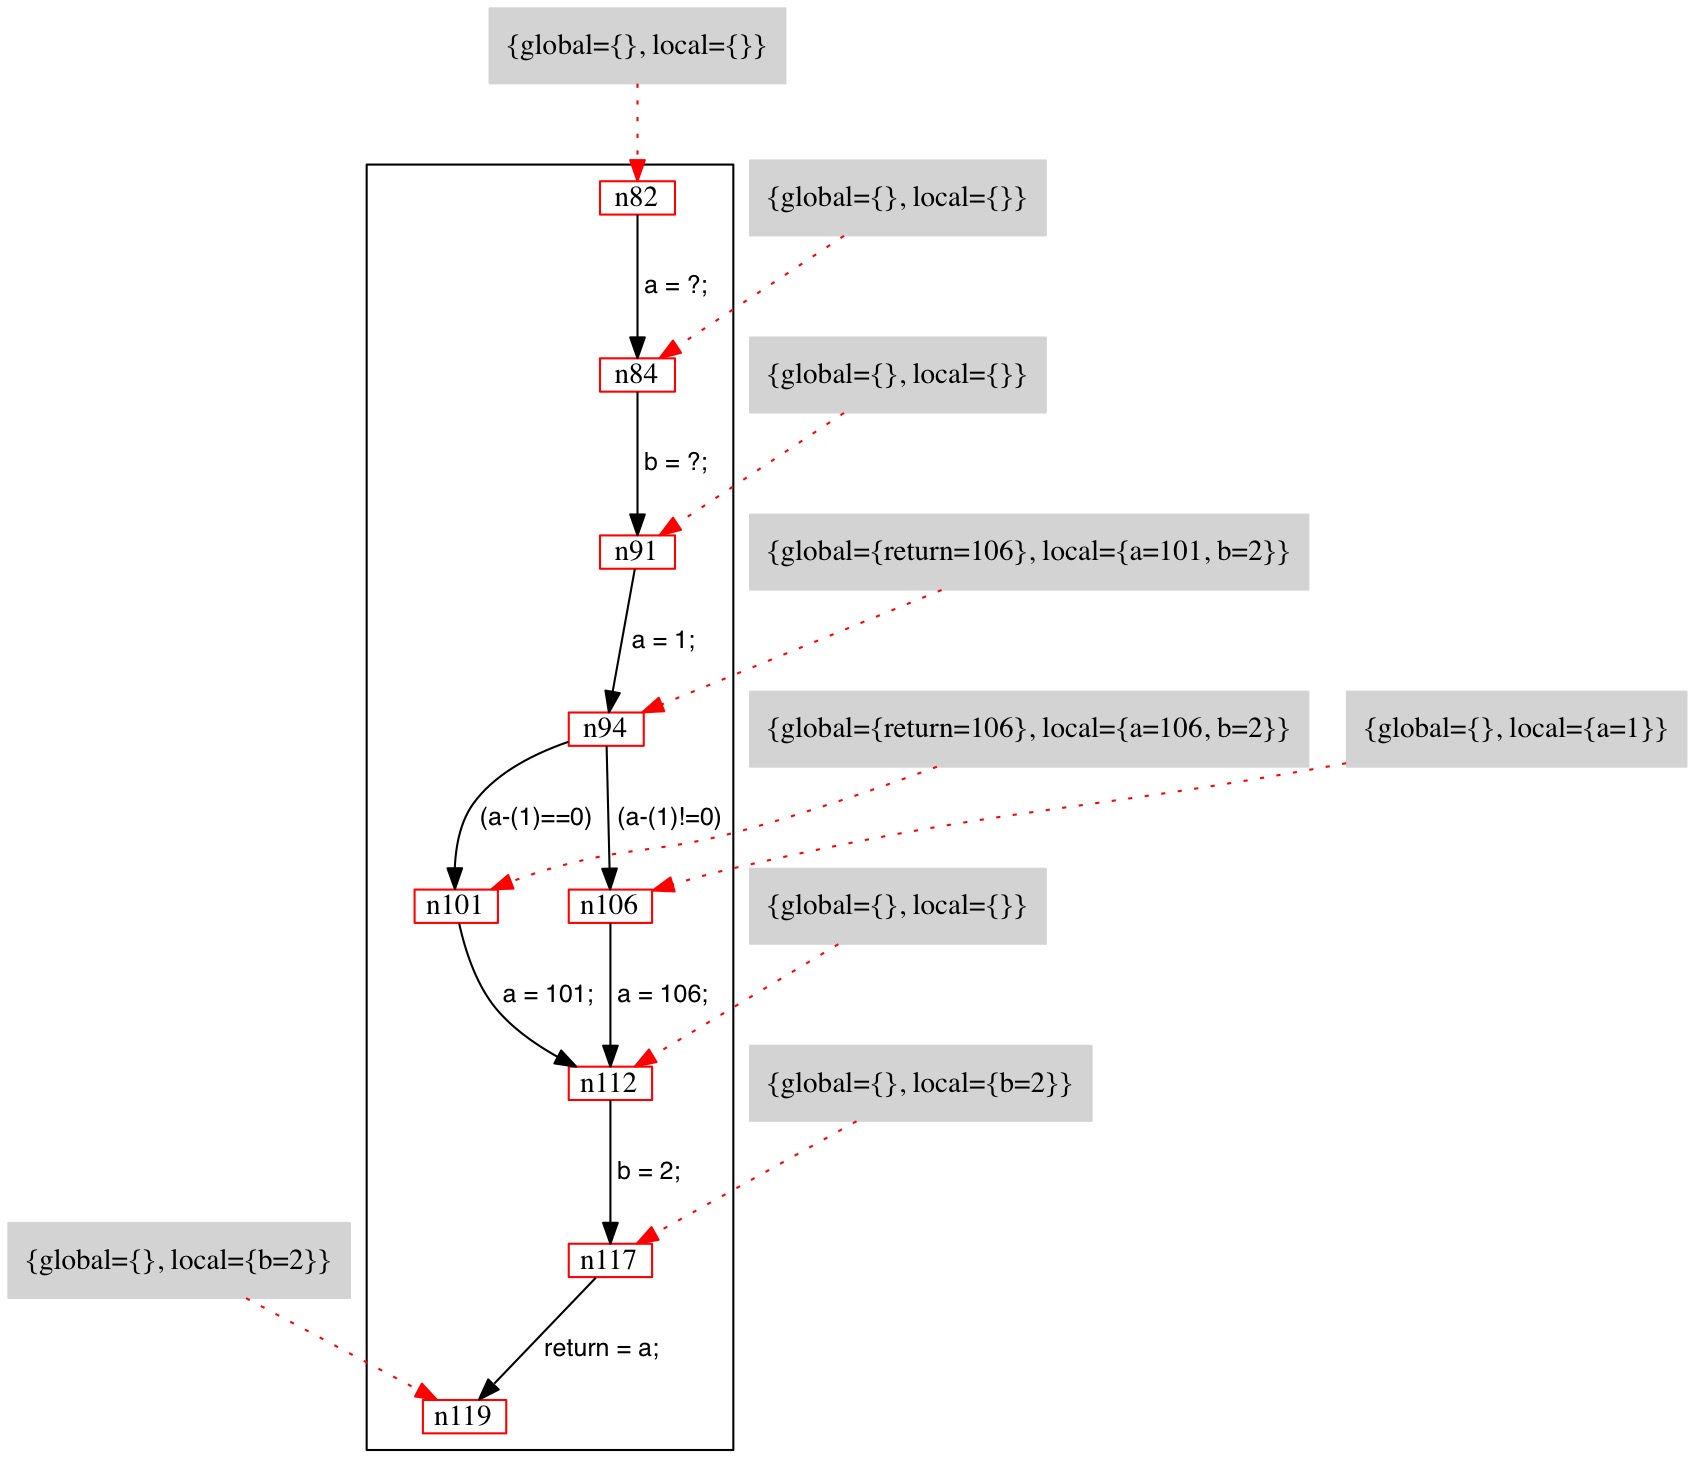 {global={}, local={}}
n82
{global={}, local={}}
a = ?;
n84
{global={}, local={}}
b = ?;
n91
{global={return=106}, local={a=101, b=2}}
a = 1;
n94
{global={return=106}, local={a=106, b=2}}
{global={}, local={a=1}}
(a-(1)==0)
(a-(1)!=0)
n101
n106
{global={}, local={}}
a = 101;
a = 106;
n112
{global={}, local={b=2}}
b = 2;
n117
{global={}, local={b=2}}
return = a;
n119